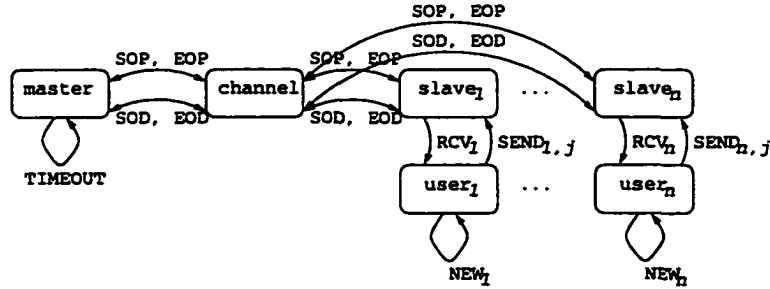 SOP, EOP
SOD, EOD
SOP, EOP SOP, EOP
master channel slave1 ... slaven
SOD, EOD SOD, EOD
RCV1 SEND1,j RCVn SENDn,j
TIMEOUT
user1 ... usern
NEW1 NEWn